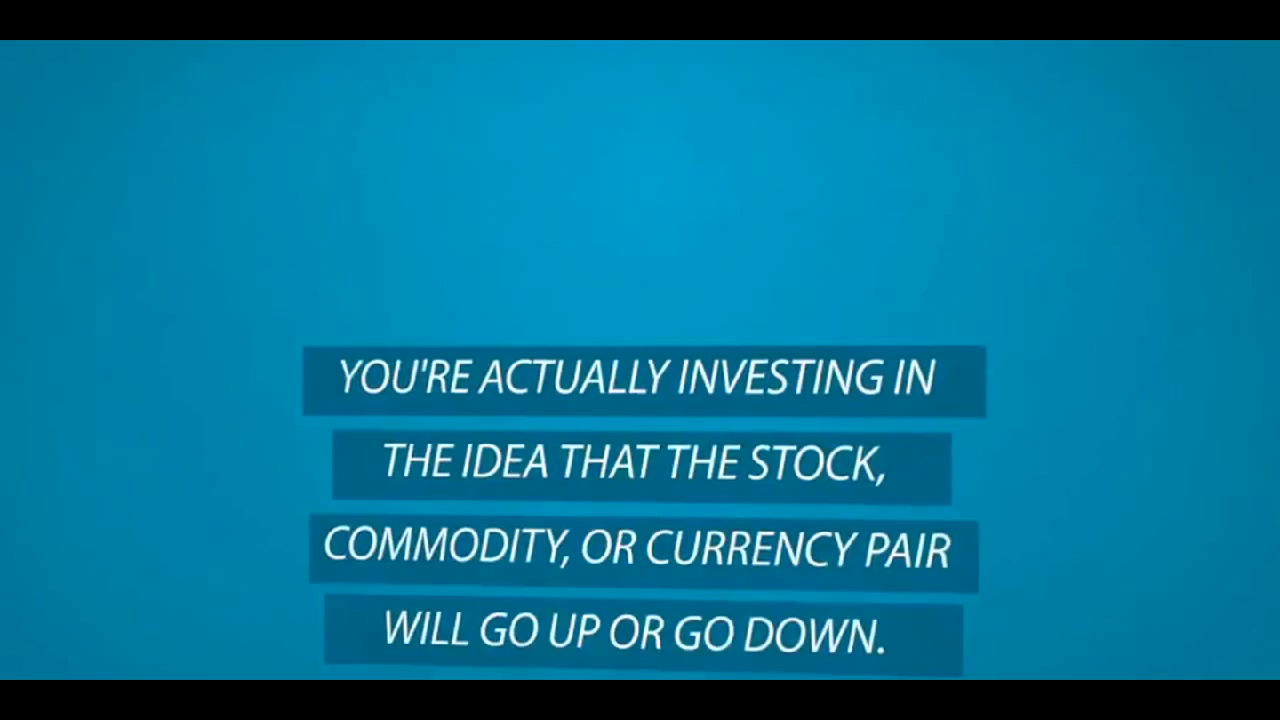 YOU'RE ACTUALLY INVESTING IN
THE IDEA THAT THE STOCK,
COMMODITY, OR CURRENCY PAIR
WILL GO UP OR GO DOWN.